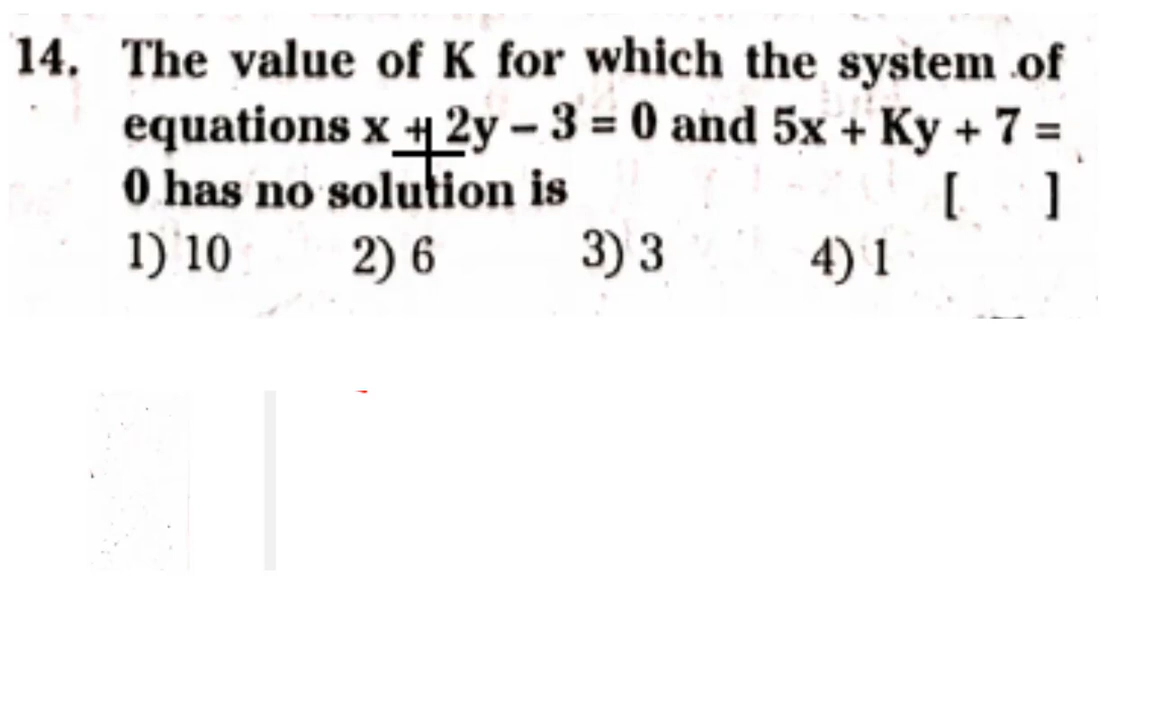 14. The value of K for which the system of
equations x + 2y – 3 = 0 and 5x + Ky + 7 =
0 has no solution is [ ]
1) 10 2) 6 3) 3 4) 1